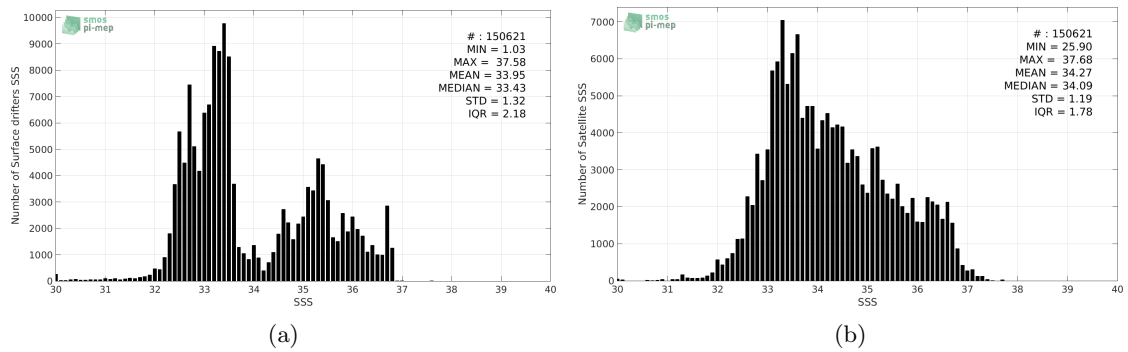 smos
pi-mep
# : 150621
MIN = 1.03
MAX = 37.58
MEAN = 33.95
MEDIAN = 33.43
STD = 1.32
IQR = 2.18
Number of Surface drifters SSS
10000
9000
8000
7000
6000
5000
4000
3000
2000
1000
0
30 31 32 33 34 35 36 37 38 39 40
SSS
(a)
smos
pi-mep
# : 150621
MIN = 25.90
MAX = 37.68
MEAN = 34.27
MEDIAN = 34.09
STD = 1.19
IQR = 1.78
Number of Satellite SSS
7000
6000
5000
4000
3000
2000
1000
0
30 31 32 33 34 35 36 37 38 39 40
SSS
(b)